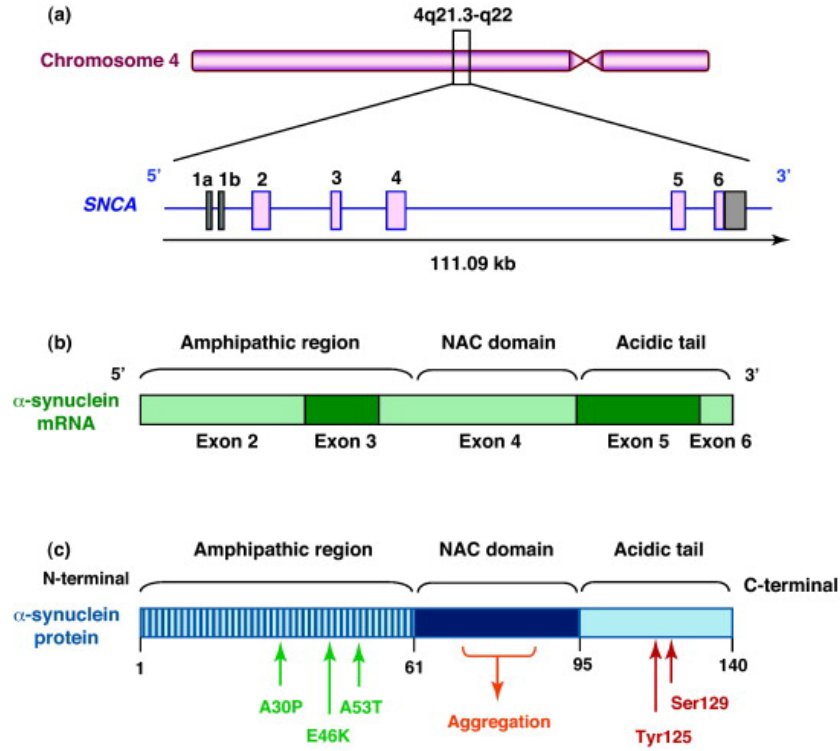 (a)
4q21.3-q22
Chromosome 4
5’
3’
1a 1b 2 3 4 5 6
SNCA
111.09 kb
(b)
Amphipathic region NAC domain Acidic tail
5’
3’
α-synuclein
mRNA
Exon 2 Exon 3 Exon 4 Exon 5 Exon 6
(c)
Amphipathic region NAC domain Acidic tail
N-terminal
C-terminal
α-synuclein
protein
1 61 95 140
A30P A53T
E46K
Aggregation
Ser129
Tyr125